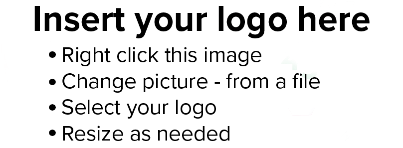 Insert your logo here
• Right click this image
• Change picture - from a file
• Select your logo
• Resize as needed